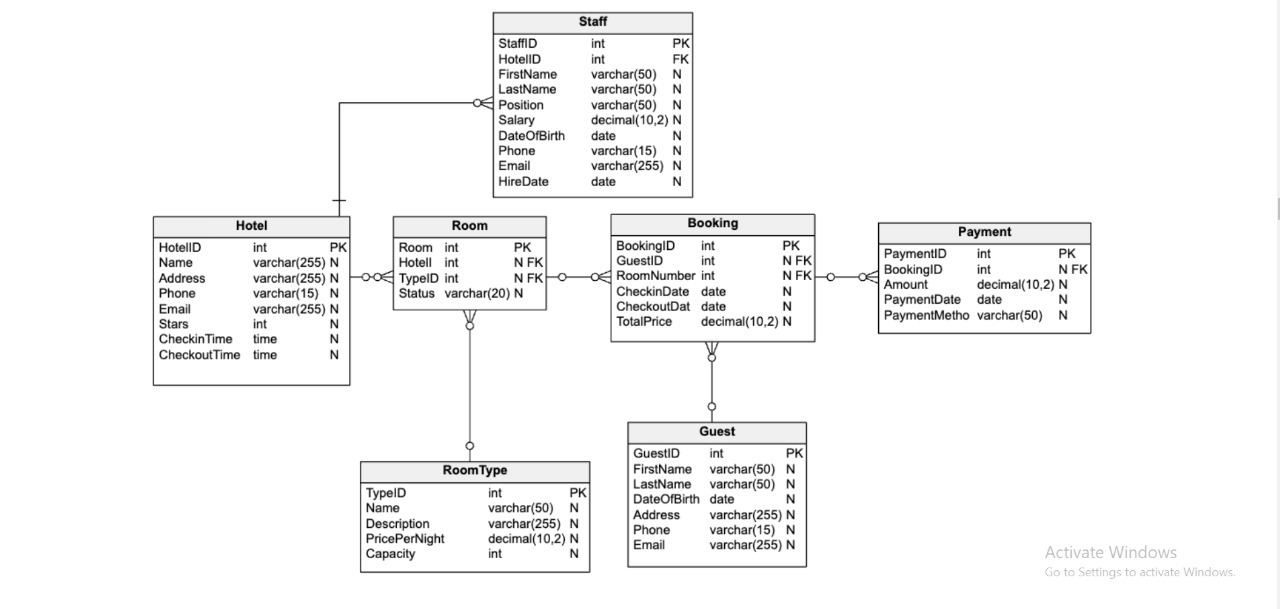 Staff
StaffID int PK
HotelID int FK
FirstName varchar(50) N
LastName varchar(50) N
Position varchar(50) N
Salary decimal(10,2) N
DateOfBirth date N
Phone varchar(15) N
Email varchar(255) N
HireDate date N
Hotel
HotelID int PK
Name varchar(255) N
Address varchar(255) N
Phone varchar(15) N
Email varchar(255) N
Stars int N
CheckinTime time N
CheckoutTime time N
Room
Room int PK
Hotell int N FK
TypeID int N FK
Status varchar(20) N
Booking
BookingID int PK
GuestID int N FK
RoomNumber int N FK
CheckinDate date N
CheckoutDat date N
TotalPrice decimal(10,2) N
Payment
PaymentID int PK
BookingID int N FK
Amount decimal(10,2) N
PaymentDate date N
PaymentMetho varchar(50) N
RoomType
TypeID int PK
Name varchar(50) N
Description varchar(255) N
PricePerNight decimal(10,2) N
Capacity int N
Guest
GuestID int PK
FirstName varchar(50) N
LastName varchar(50) N
DateOfBirth date N
Address varchar(255) N
Phone varchar(15) N
Email varchar(255) N
Activate Windows
Go to Settings to activate Windows.